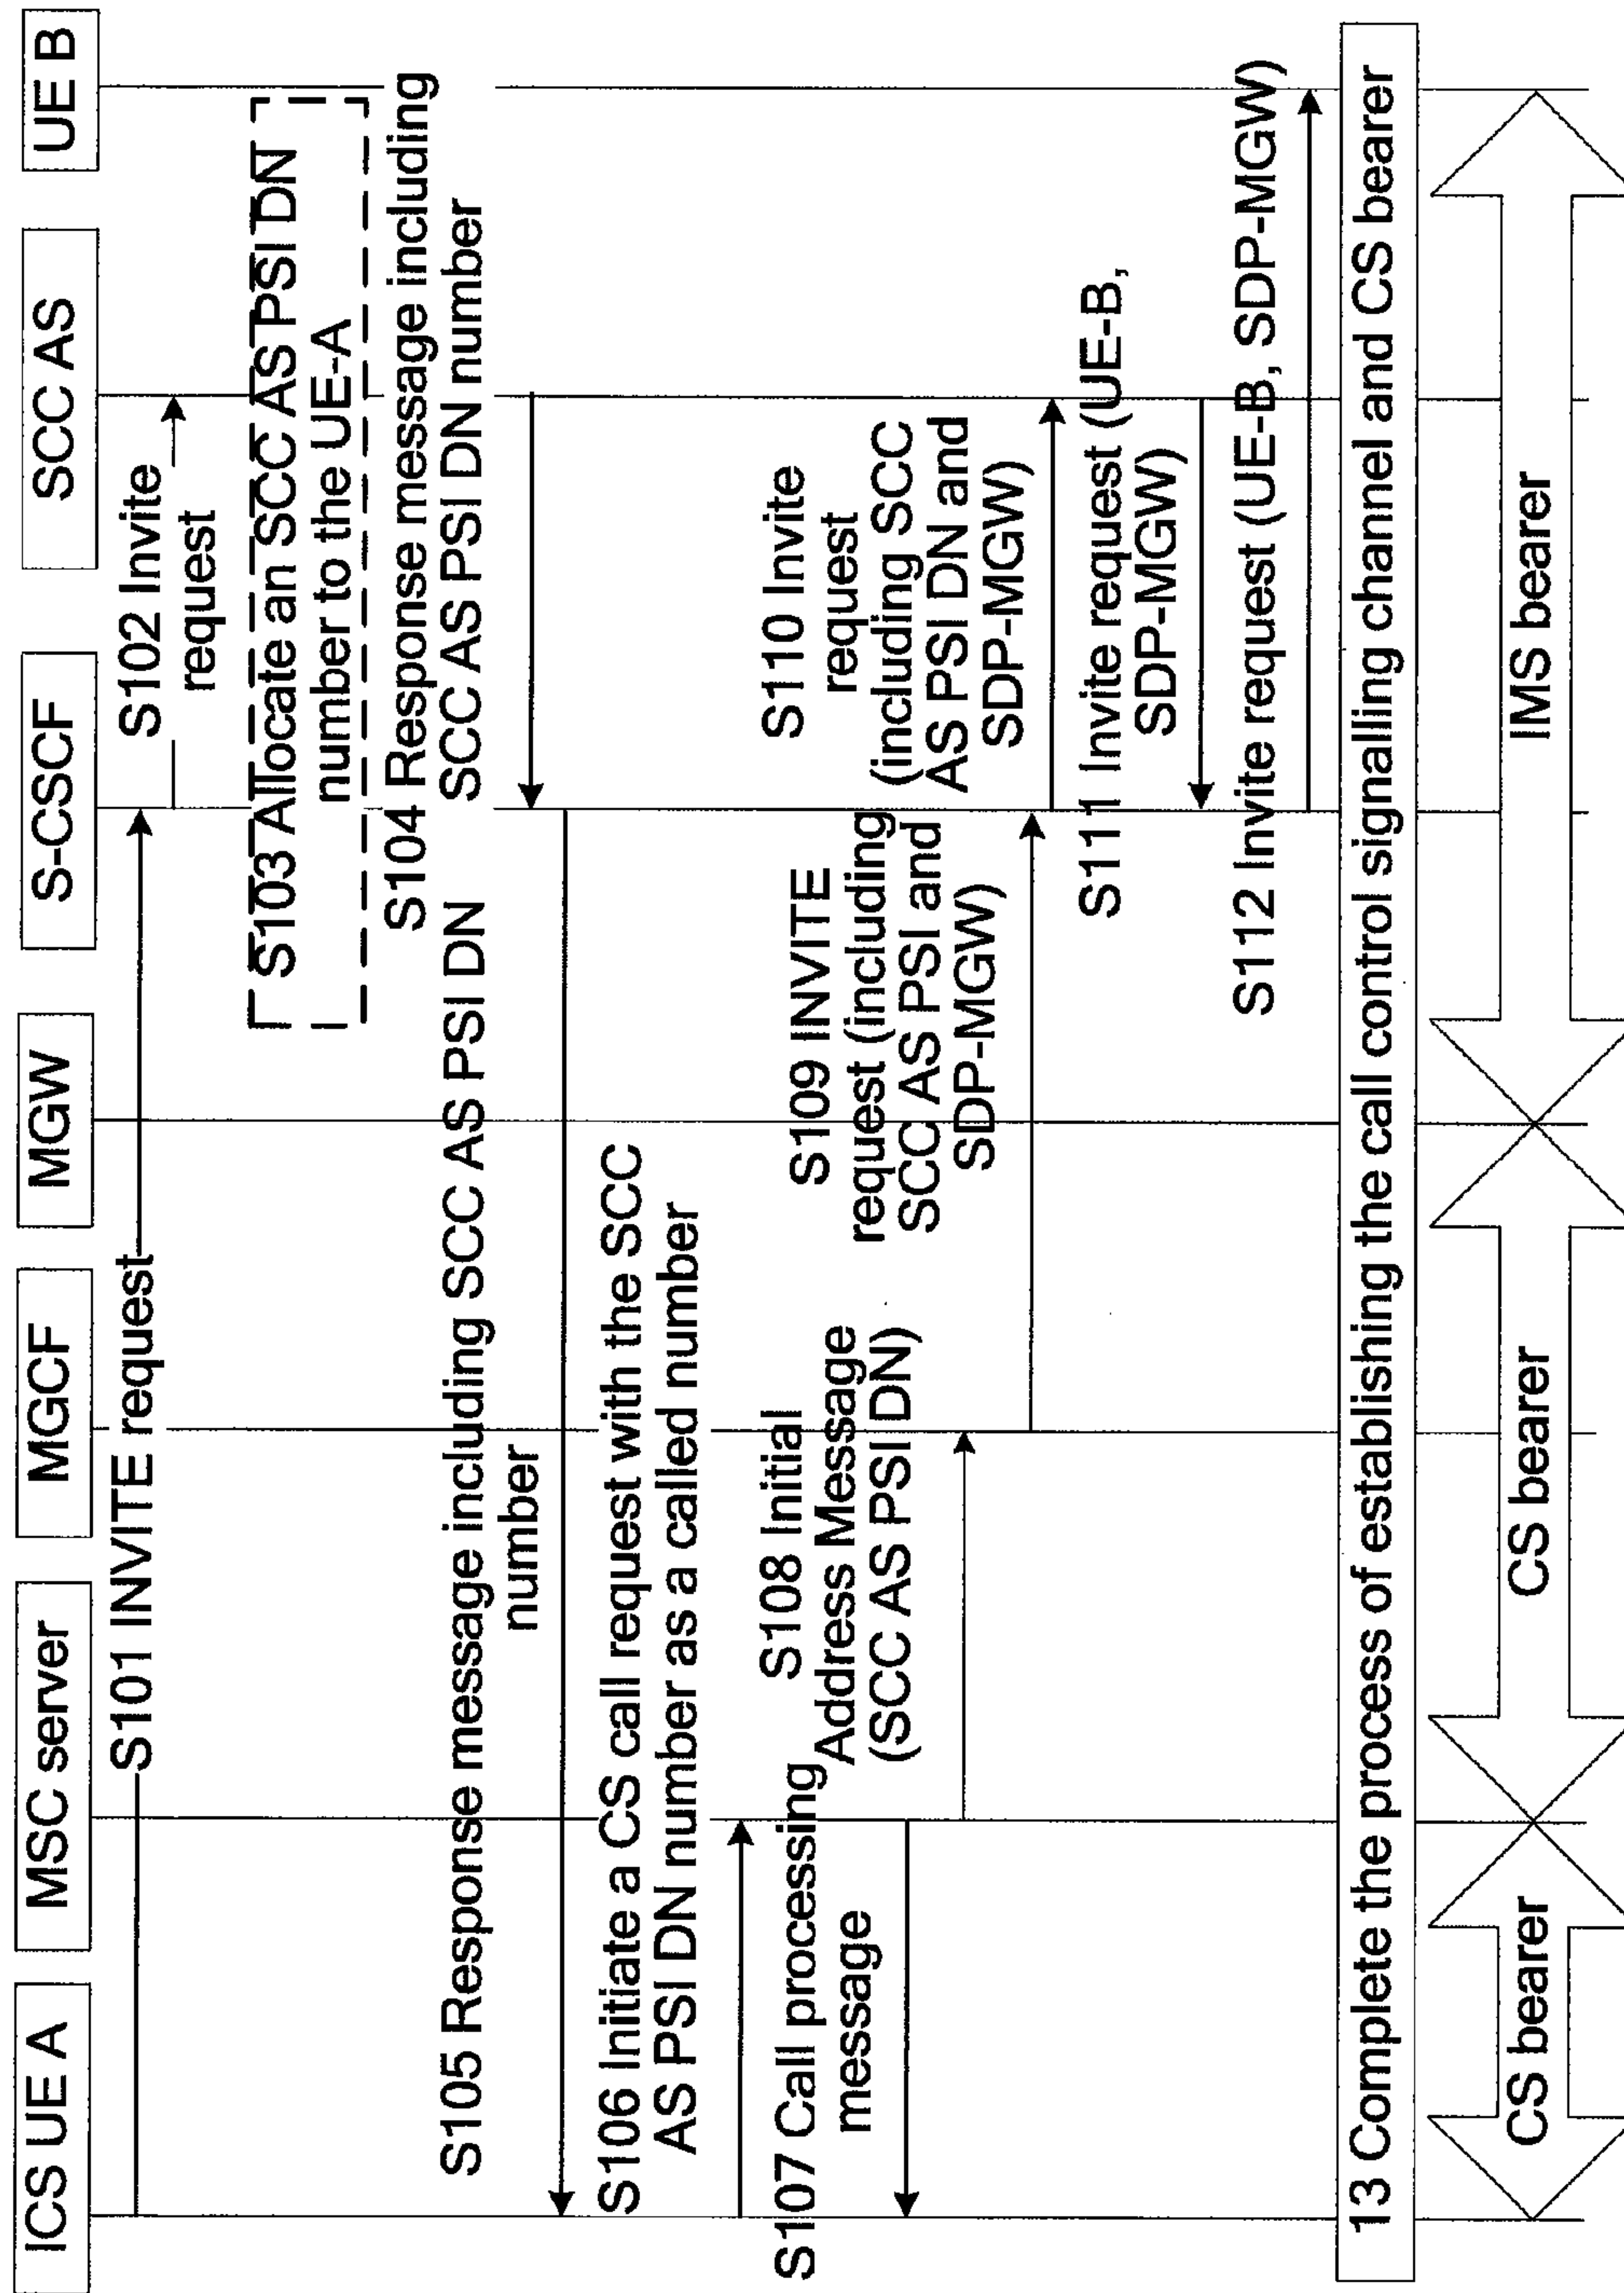 ICS UE A
MSC server
MGCF
MGW
S-CSCF
SCC AS
UE B
S101 INVITE request
S102 Invite
request
S103 Allocate an SCC AS PSI DN
number to the UE-A
S104 Response message including
SCC AS PSI DN number
S105 Response message including SCC AS PSI DN
number
S106 Initiate a CS call request with the SCC
AS PSI DN number as a called number
S107 Call processing
message
S108 Initial
Address Message
(SCC AS PSI DN)
S109 INVITE
request (including
SCC AS PSI and
SDP-MGW)
S110 Invite
request
(including SCC
AS PSI DN and
SDP-MGW)
S111 Invite request (UE-B,
SDP-MGW)
S112 Invite request (UE-B, SDP-MGW)
13 Complete the process of establishing the call control signalling channel and CS bearer
CS bearer
CS bearer
IMS bearer